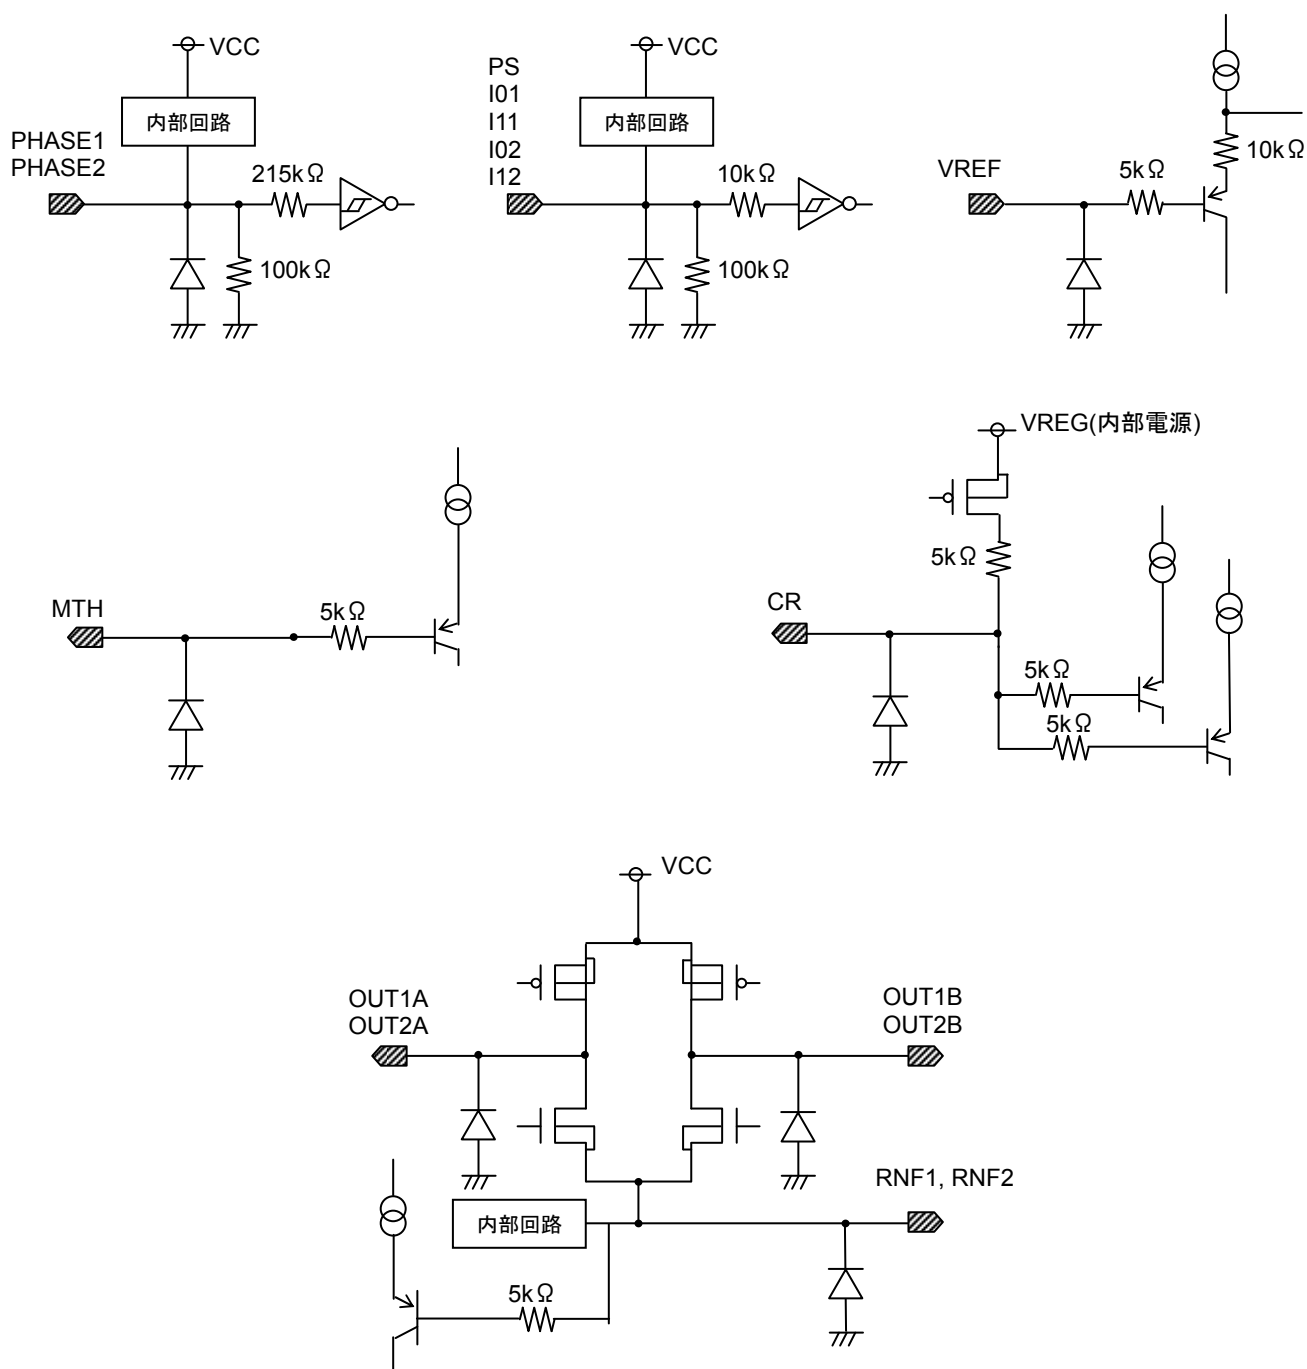 VCC
内部回路
PHASE1
PHASE2
215kΩ
100kΩ
VCC
PS
I01
I11
I02
I12
内部回路
10kΩ
100kΩ
VREF
5kΩ
10kΩ
MTH
5kΩ
VREG(内部電源)
5kΩ
CR
5kΩ
5kΩ
VCC
OUT1A
OUT2A
OUT1B
OUT2B
RNF1, RNF2
内部回路
5kΩ